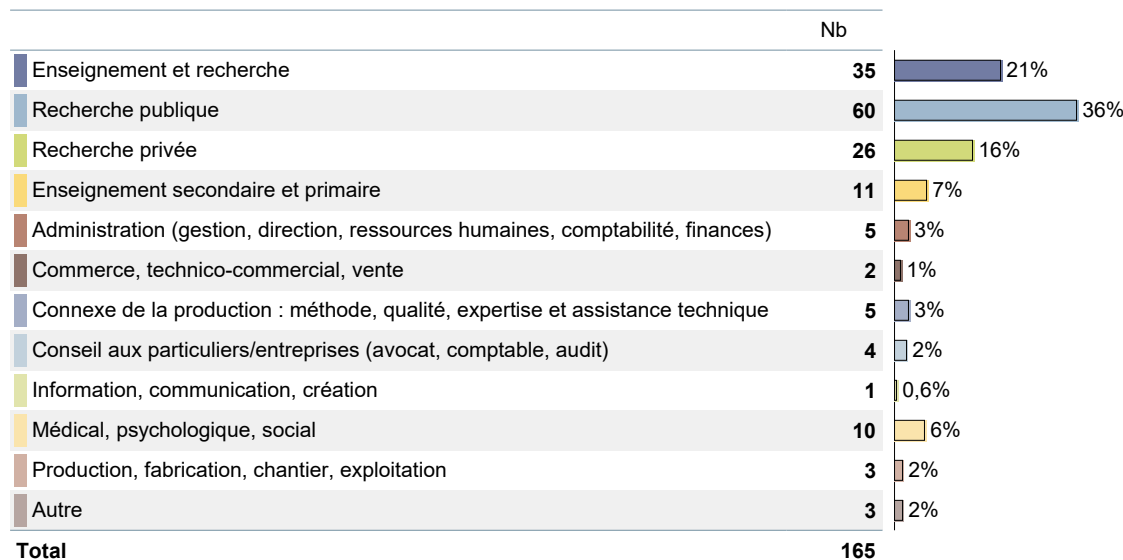 Nb
Enseignement et recherche 35 21%
Recherche publique 60 36%
Recherche privée 26 16%
Enseignement secondaire et primaire 11 7%
Administration (gestion, direction, ressources humaines, comptabilité, finances) 5 3%
Commerce, technico-commercial, vente 2 1%
Connexe de la production : méthode, qualité, expertise et assistance technique 5 3%
Conseil aux particuliers/entreprises (avocat, comptable, audit) 4 2%
Information, communication, création 1 0,6%
Médical, psychologique, social 10 6%
Production, fabrication, chantier, exploitation 3 2%
Autre 3 2%
Total 165